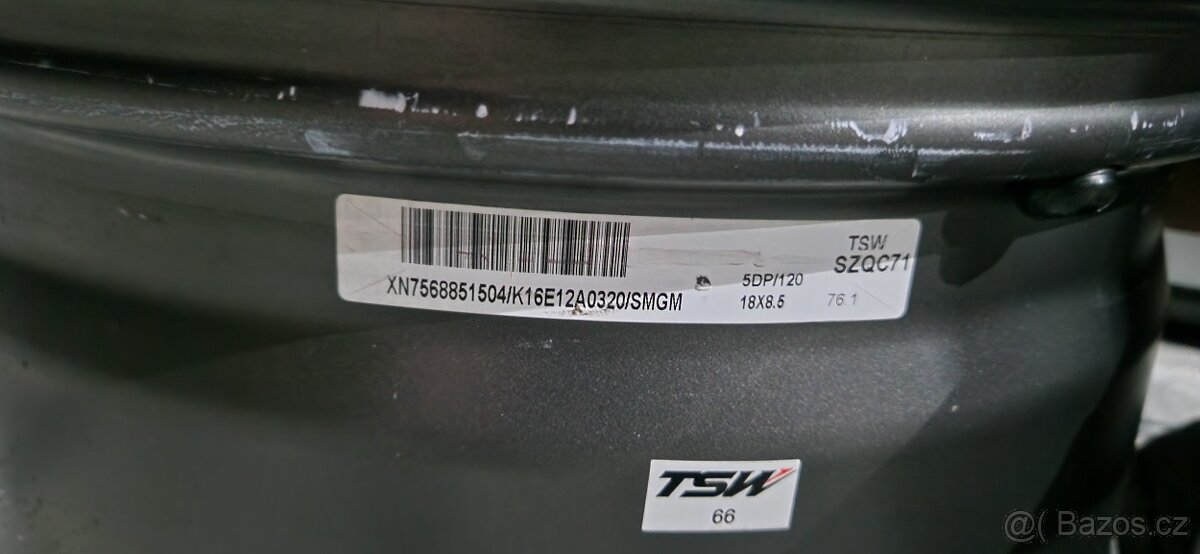 XN7568851504/K16E12A0320/SMGM
5DP/120
18X8.5
TSW
SZQC71
76.1
TSW
66
@( Bazos.cz